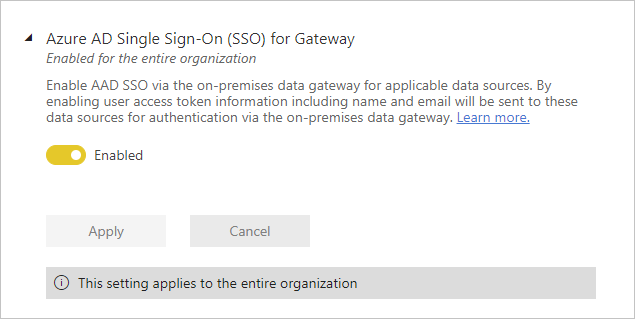 Azure AD Single Sign-On (SSO) for Gateway
Enabled for the entire organization
Enable AAD SSO via the on-premises data gateway for applicable data sources. By
enabling user access token information including name and email will be sent to these
data sources for authentication via the on-premises data gateway. Learn more.
Enabled
Apply Cancel
This setting applies to the entire organization